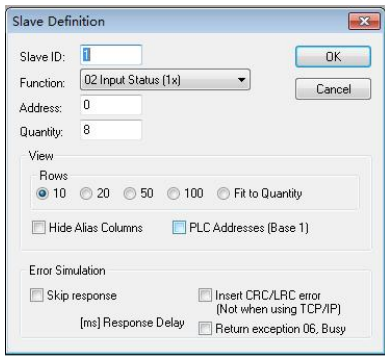 Slave Definition
Slave ID: 1 OK
Function: 02 Input Status (1x) Cancel
Address: 0
Quantity: 8
View
Rows
10 20 50 100 Fit to Quantity
Hide Alias Columns PLC Addresses (Base 1)
Error Simulation
Skip response Insert CRC/LRC error
(Not when using TCP/IP)
[ms] Response Delay
Return exception 06, Busy